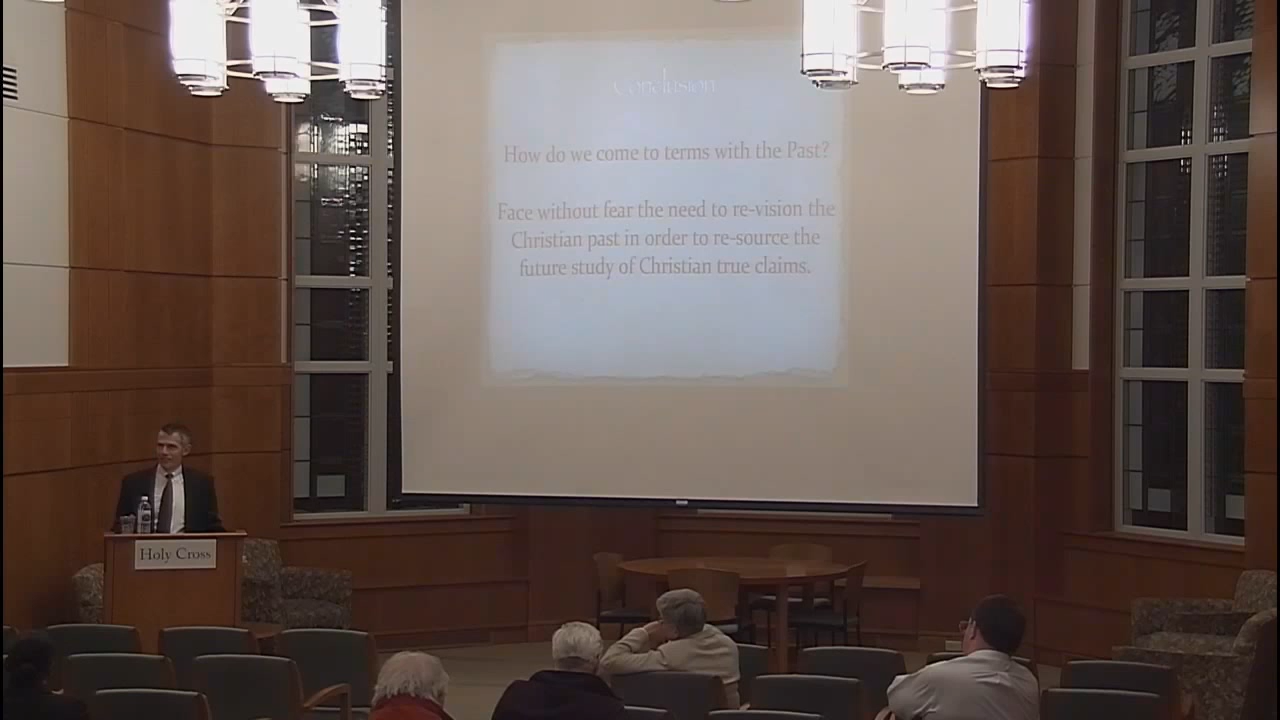 Conclusion
How do we come to terms with the Past?
Face without fear the need to re-vision the
Christian past in order to re-source the
future study of Christian true claims.
Holy Cross